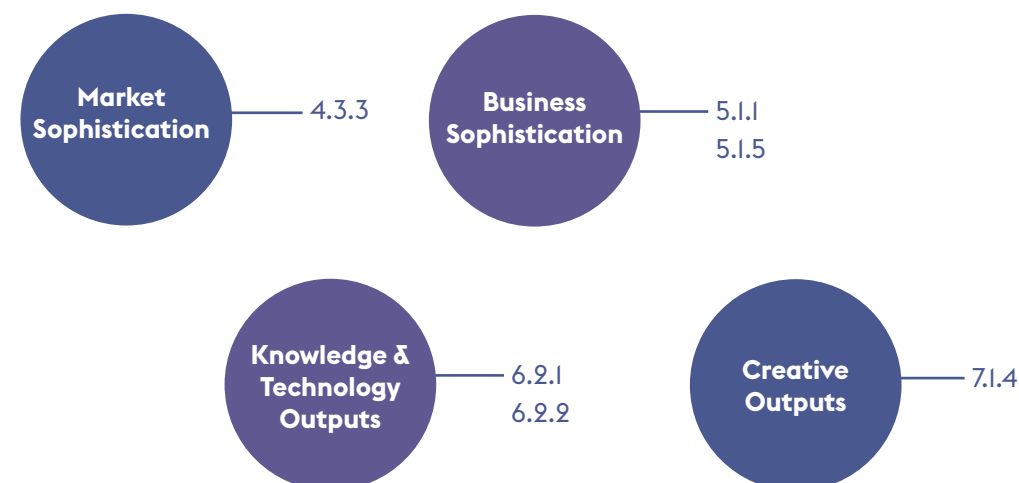 Market
Sophistication
4.3.3
Business
Sophistication
5.1.1
5.1.5
Knowledge &
Technology
Outputs
6.2.1
6.2.2
Creative
Outputs
7.1.4